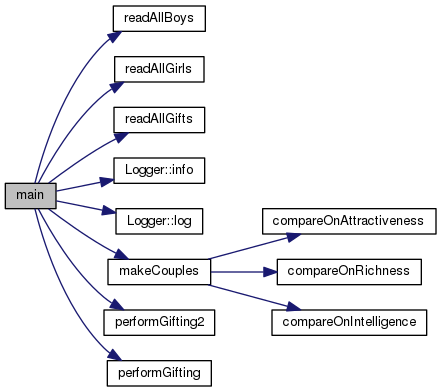 readAllBoys
readAllGirls
readAllGifts
main
Logger::info
Logger::log
compareOnAttractiveness
makeCouples
compareOnRichness
performGifting2
compareOnIntelligence
performGifting